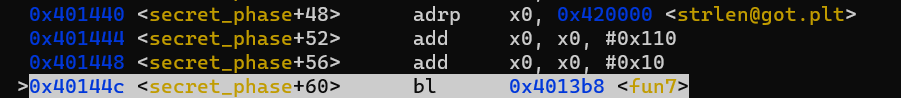 0x401440 <secret_phase+48> adrp x0, 0x420000 <strlen@got.plt>
0x401444 <secret_phase+52> add x0, x0, #0x110
0x401448 <secret_phase+56> add x0, x0, #0x10
>0x40144c <secret_phase+60> bl 0x4013b8 <fun7>